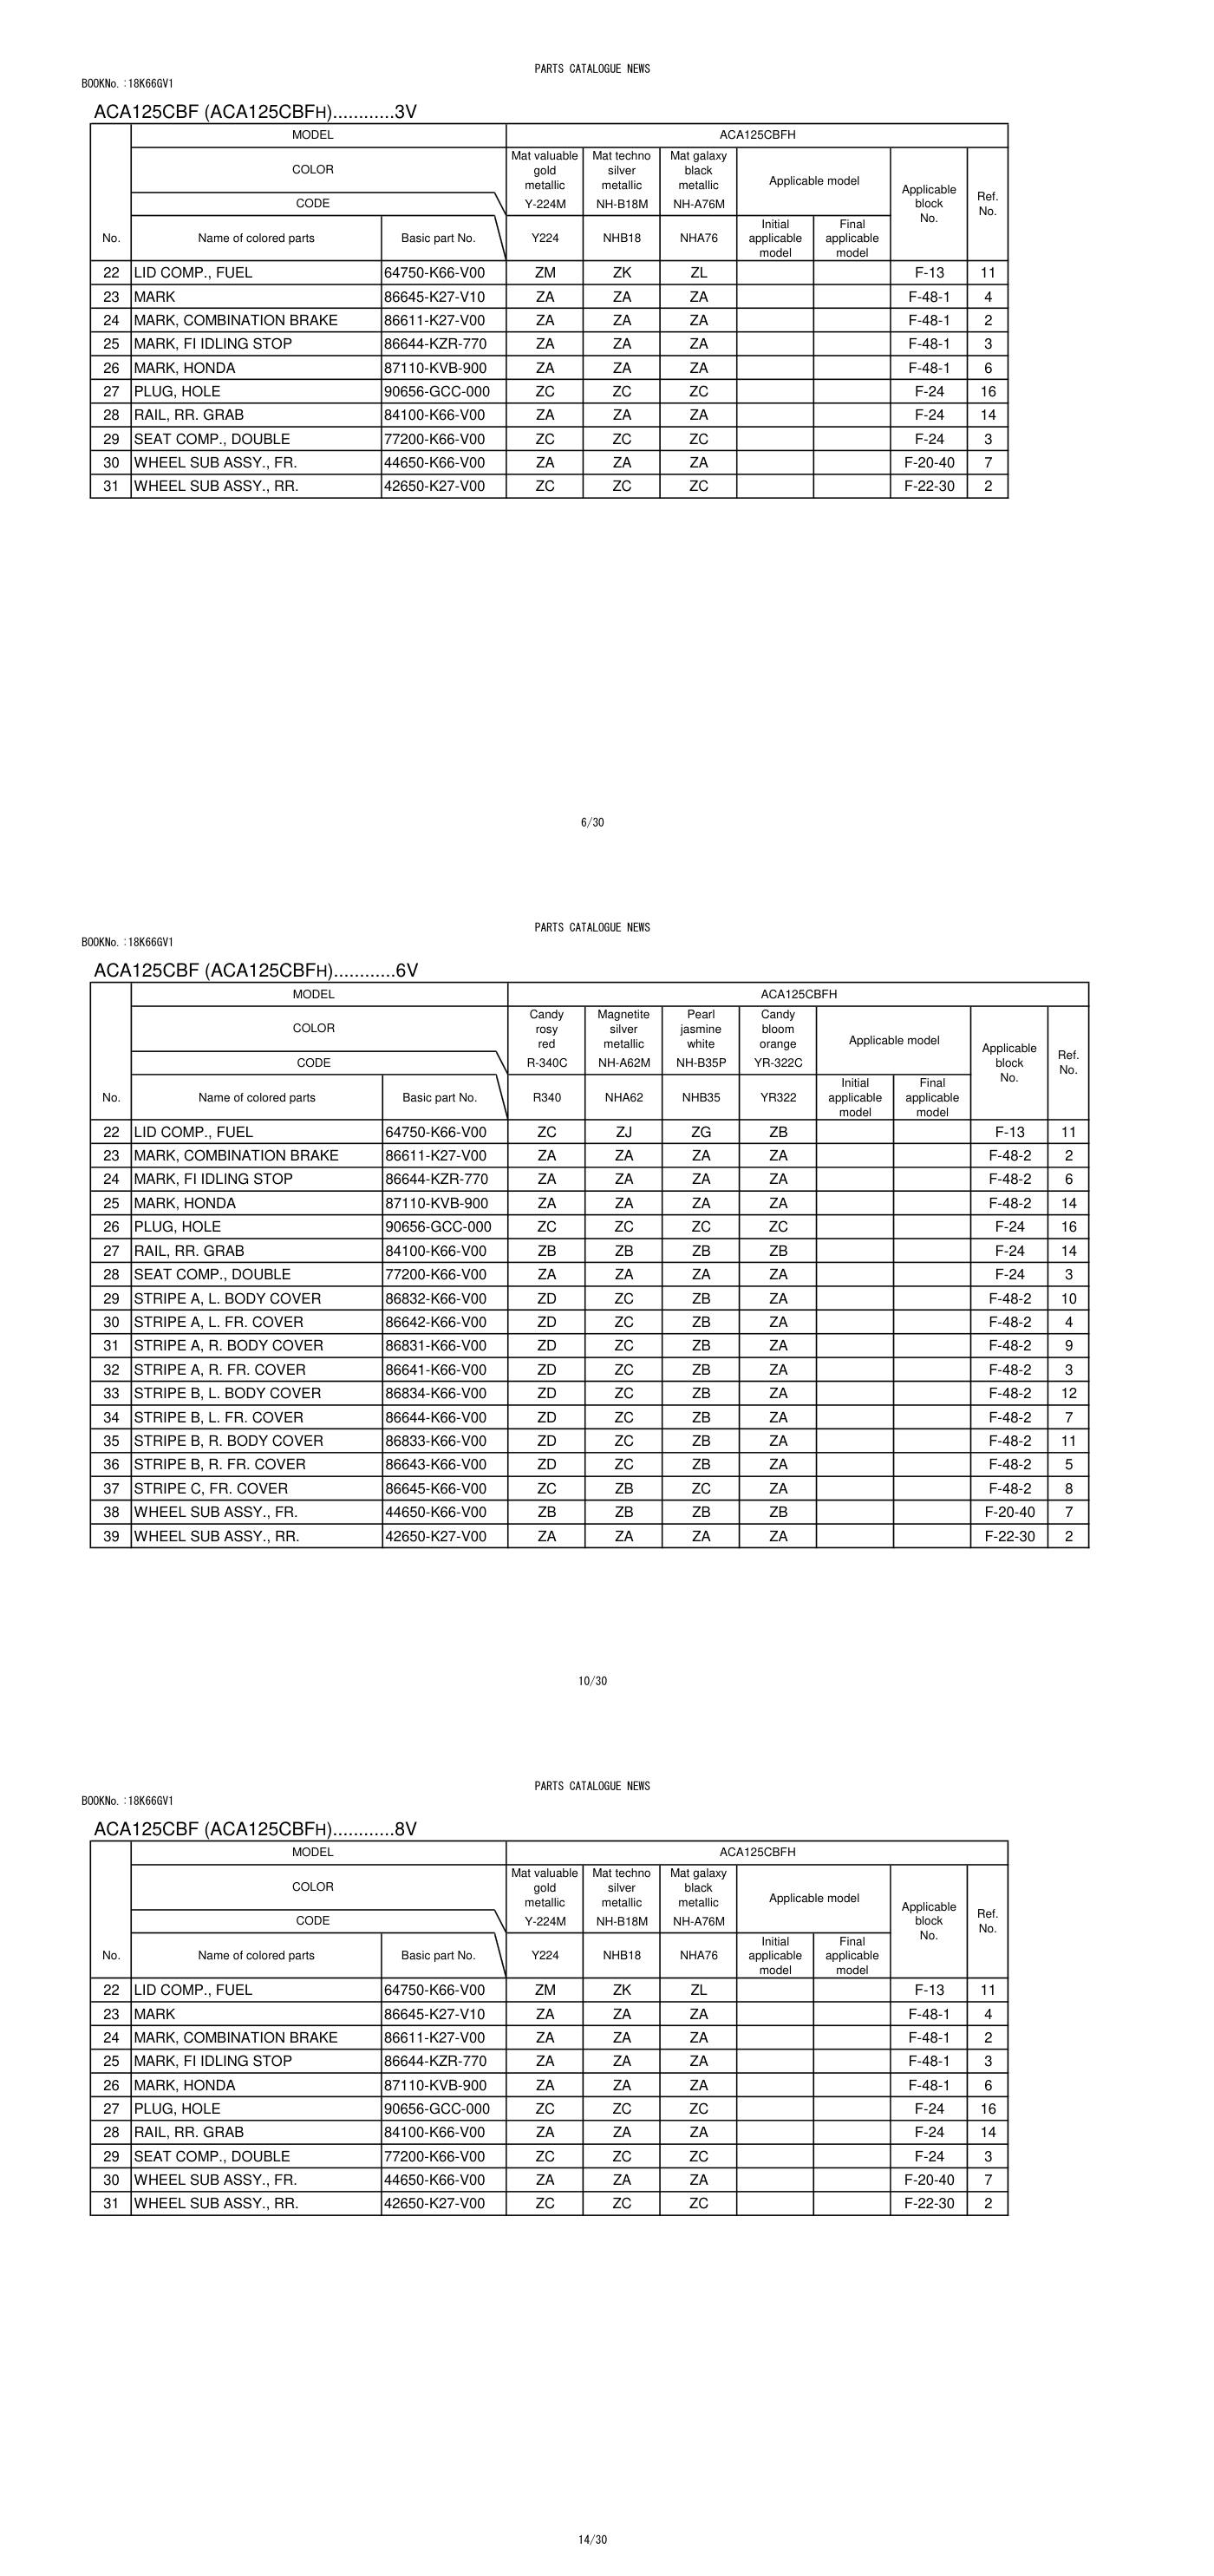 PARTS CATALOGUE NEWS
BOOKNo. :18K66GV1
ACA125CBF (ACA125CBFH)............3V
MODEL ACA125CBFH
COLOR Mat valuable gold metallic Mat techno silver metallic Mat galaxy black metallic Applicable model Applicable block No. Ref. No.
CODE Y-224M NH-B18M NH-A76M
No. Name of colored parts Basic part No. Y224 NHB18 NHA76 Initial applicable model Final applicable model
22 LID COMP., FUEL 64750-K66-V00 ZM ZK ZL F-13 11
23 MARK 86645-K27-V10 ZA ZA ZA F-48-1 4
24 MARK, COMBINATION BRAKE 86611-K27-V00 ZA ZA ZA F-48-1 2
25 MARK, FI IDLING STOP 86644-KZR-770 ZA ZA ZA F-48-1 3
26 MARK, HONDA 87110-KVB-900 ZA ZA ZA F-48-1 6
27 PLUG, HOLE 90656-GCC-000 ZC ZC ZC F-24 16
28 RAIL, RR. GRAB 84100-K66-V00 ZA ZA ZA F-24 14
29 SEAT COMP., DOUBLE 77200-K66-V00 ZC ZC ZC F-24 3
30 WHEEL SUB ASSY., FR. 44650-K66-V00 ZA ZA ZA F-20-40 7
31 WHEEL SUB ASSY., RR. 42650-K27-V00 ZC ZC ZC F-22-30 2
6/30
PARTS CATALOGUE NEWS
BOOKNo. :18K66GV1
ACA125CBF (ACA125CBFH)............6V
MODEL ACA125CBFH
COLOR Candy rosy red Magnetite silver metallic Pearl jasmine white Candy bloom orange Applicable model Applicable block No. Ref. No.
CODE R-340C NH-A62M NH-B35P YR-322C
No. Name of colored parts Basic part No. R340 NHA62 NHB35 YR322 Initial applicable model Final applicable model
22 LID COMP., FUEL 64750-K66-V00 ZC ZJ ZG ZB F-13 11
23 MARK, COMBINATION BRAKE 86611-K27-V00 ZA ZA ZA ZA F-48-2 2
24 MARK, FI IDLING STOP 86644-KZR-770 ZA ZA ZA ZA F-48-2 6
25 MARK, HONDA 87110-KVB-900 ZA ZA ZA ZA F-48-2 14
26 PLUG, HOLE 90656-GCC-000 ZC ZC ZC ZC F-24 16
27 RAIL, RR. GRAB 84100-K66-V00 ZB ZB ZB ZB F-24 14
28 SEAT COMP., DOUBLE 77200-K66-V00 ZA ZA ZA ZA F-24 3
29 STRIPE A, L. BODY COVER 86832-K66-V00 ZD ZC ZB ZA F-48-2 10
30 STRIPE A, L. FR. COVER 86642-K66-V00 ZD ZC ZB ZA F-48-2 4
31 STRIPE A, R. BODY COVER 86831-K66-V00 ZD ZC ZB ZA F-48-2 9
32 STRIPE A, R. FR. COVER 86641-K66-V00 ZD ZC ZB ZA F-48-2 3
33 STRIPE B, L. BODY COVER 86834-K66-V00 ZD ZC ZB ZA F-48-2 12
34 STRIPE B, L. FR. COVER 86644-K66-V00 ZD ZC ZB ZA F-48-2 7
35 STRIPE B, R. BODY COVER 86833-K66-V00 ZD ZC ZB ZA F-48-2 11
36 STRIPE B, R. FR. COVER 86643-K66-V00 ZD ZC ZB ZA F-48-2 5
37 STRIPE C, FR. COVER 86645-K66-V00 ZC ZB ZC ZA F-48-2 8
38 WHEEL SUB ASSY., FR. 44650-K66-V00 ZB ZB ZB ZB F-20-40 7
39 WHEEL SUB ASSY., RR. 42650-K27-V00 ZA ZA ZA ZA F-22-30 2
10/30
PARTS CATALOGUE NEWS
BOOKNo. :18K66GV1
ACA125CBF (ACA125CBFH)............8V
MODEL ACA125CBFH
COLOR Mat valuable gold metallic Mat techno silver metallic Mat galaxy black metallic Applicable model Applicable block No. Ref. No.
CODE Y-224M NH-B18M NH-A76M
No. Name of colored parts Basic part No. Y224 NHB18 NHA76 Initial applicable model Final applicable model
22 LID COMP., FUEL 64750-K66-V00 ZM ZK ZL F-13 11
23 MARK 86645-K27-V10 ZA ZA ZA F-48-1 4
24 MARK, COMBINATION BRAKE 86611-K27-V00 ZA ZA ZA F-48-1 2
25 MARK, FI IDLING STOP 86644-KZR-770 ZA ZA ZA F-48-1 3
26 MARK, HONDA 87110-KVB-900 ZA ZA ZA F-48-1 6
27 PLUG, HOLE 90656-GCC-000 ZC ZC ZC F-24 16
28 RAIL, RR. GRAB 84100-K66-V00 ZA ZA ZA F-24 14
29 SEAT COMP., DOUBLE 77200-K66-V00 ZC ZC ZC F-24 3
30 WHEEL SUB ASSY., FR. 44650-K66-V00 ZA ZA ZA F-20-40 7
31 WHEEL SUB ASSY., RR. 42650-K27-V00 ZC ZC ZC F-22-30 2
14/30